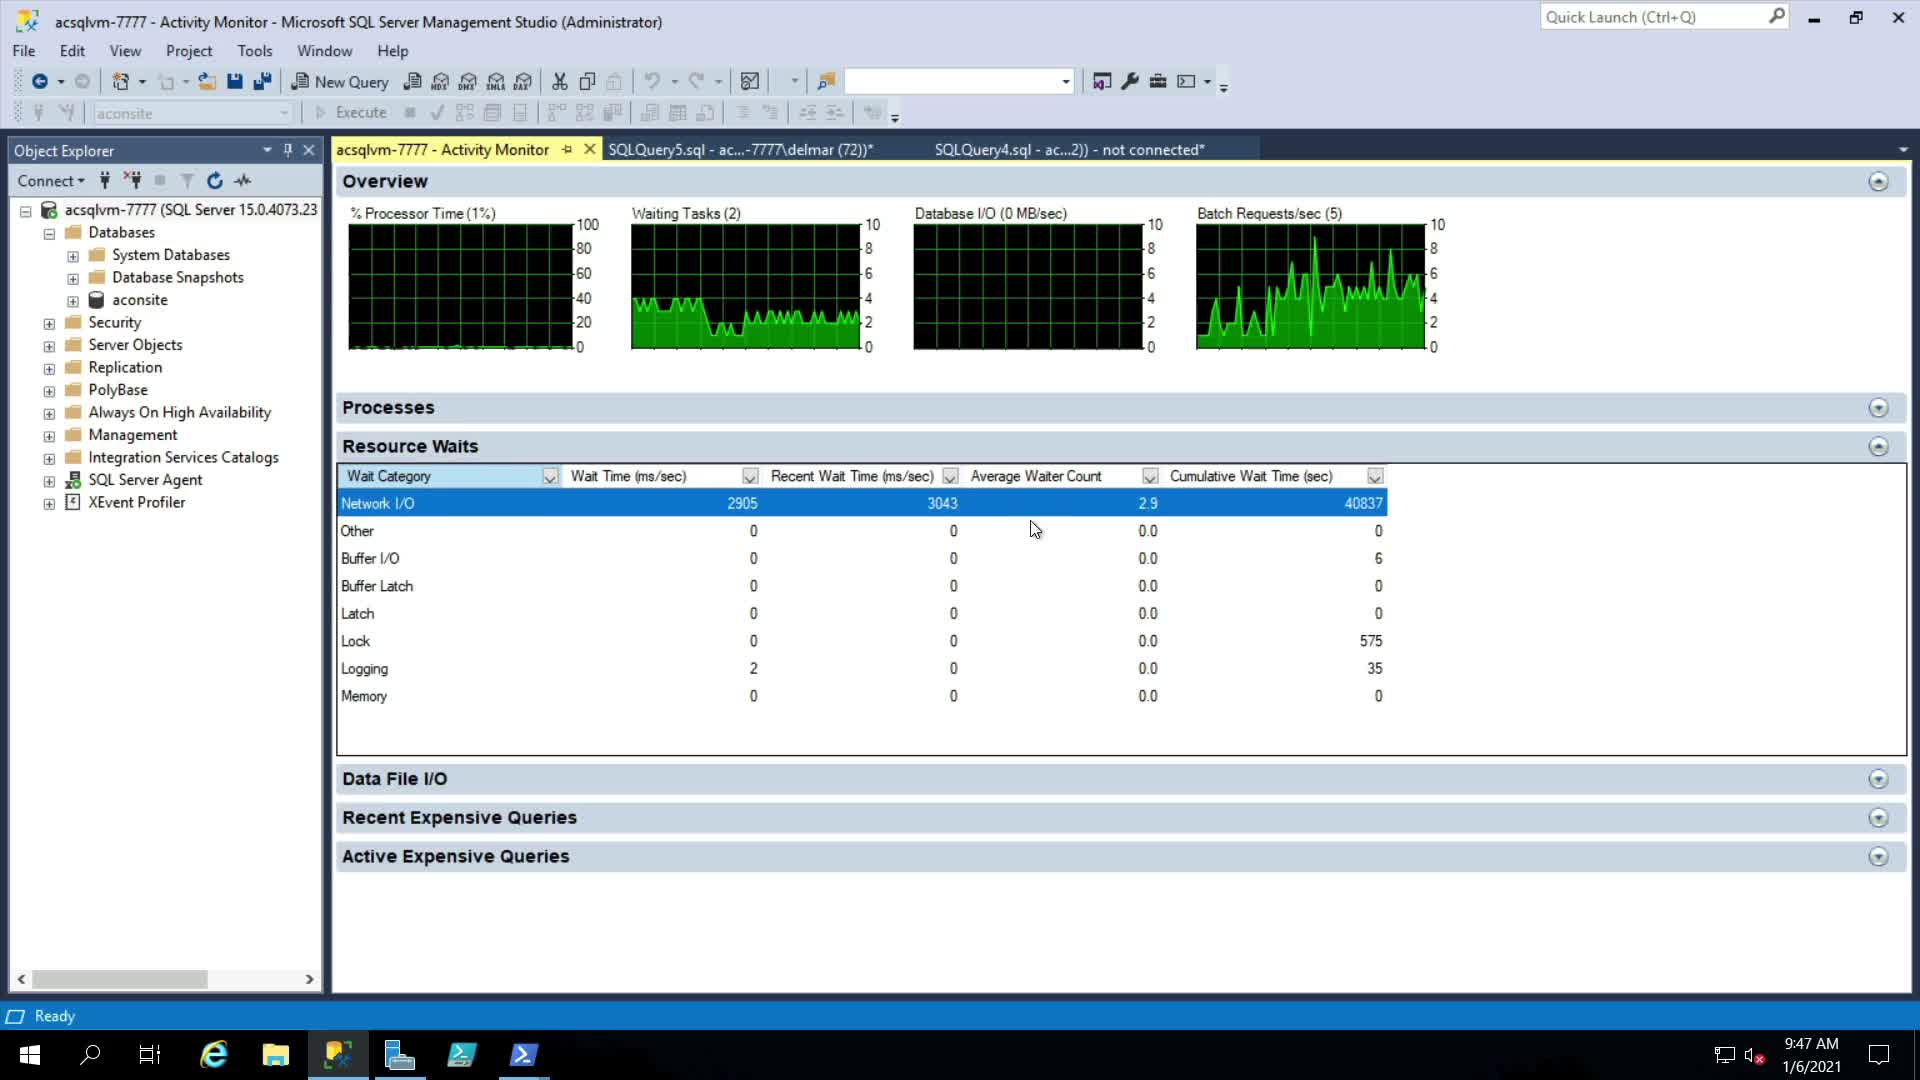 acsqlvm-7777 - Activity Monitor - Microsoft SQL Server Management Studio (Administrator)
Quick Launch (Ctrl+Q)
File Edit View Project Tools Window Help
New Query MDX DMX XMLA DAX
aconsite Execute
Object Explorer
acsqlvm-7777 - Activity Monitor
SQLQuery5.sql - ac...-7777\delmar (72))*
SQLQuery4.sql - ac...2)) - not connected*
Connect
acsqlvm-7777 (SQL Server 15.0.4073.23
Databases
System Databases
Database Snapshots
aconsite
Security
Server Objects
Replication
PolyBase
Always On High Availability
Management
Integration Services Catalogs
SQL Server Agent
XEvent Profiler
Overview
% Processor Time (1%)
100
80
60
40
20
0
Waiting Tasks (2)
10
8
6
4
2
0
Database I/O (0 MB/sec)
10
8
6
4
2
0
Batch Requests/sec (5)
10
8
6
4
2
0
Processes
Resource Waits
Wait Category Wait Time (ms/sec) Recent Wait Time (ms/sec) Average Waiter Count Cumulative Wait Time (sec)
Network I/O 2905 3043 2.9 40837
Other 0 0 0.0 0
Buffer I/O 0 0 0.0 6
Buffer Latch 0 0 0.0 0
Latch 0 0 0.0 0
Lock 0 0 0.0 575
Logging 2 0 0.0 35
Memory 0 0 0.0 0
Data File I/O
Recent Expensive Queries
Active Expensive Queries
Ready
9:47 AM
1/6/2021